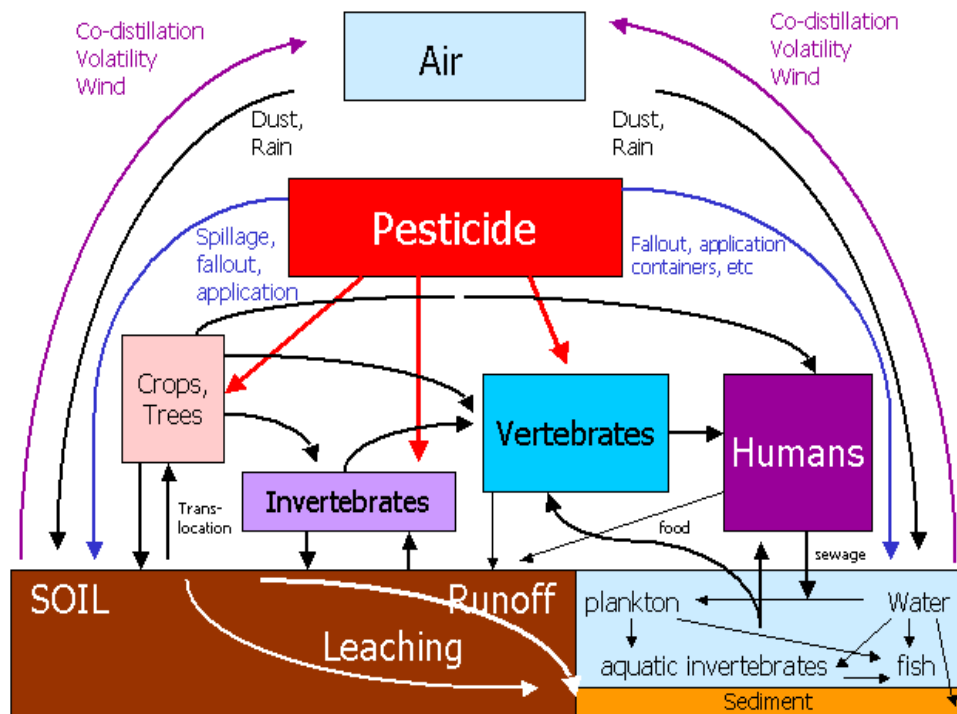 Co-distillation
Volatility
Wind
Air
Co-distillation
Volatility
Wind
Dust,
Rain
Dust,
Rain
Pesticide
Spillage,
fallout,
application
Fallout, application
containers, etc
Crops,
Trees
Vertebrates
Humans
Invertebrates
Trans-
location
food
sewage
SOIL
Runoff
Leaching
plankton
Water
aquatic invertebrates
fish
Sediment